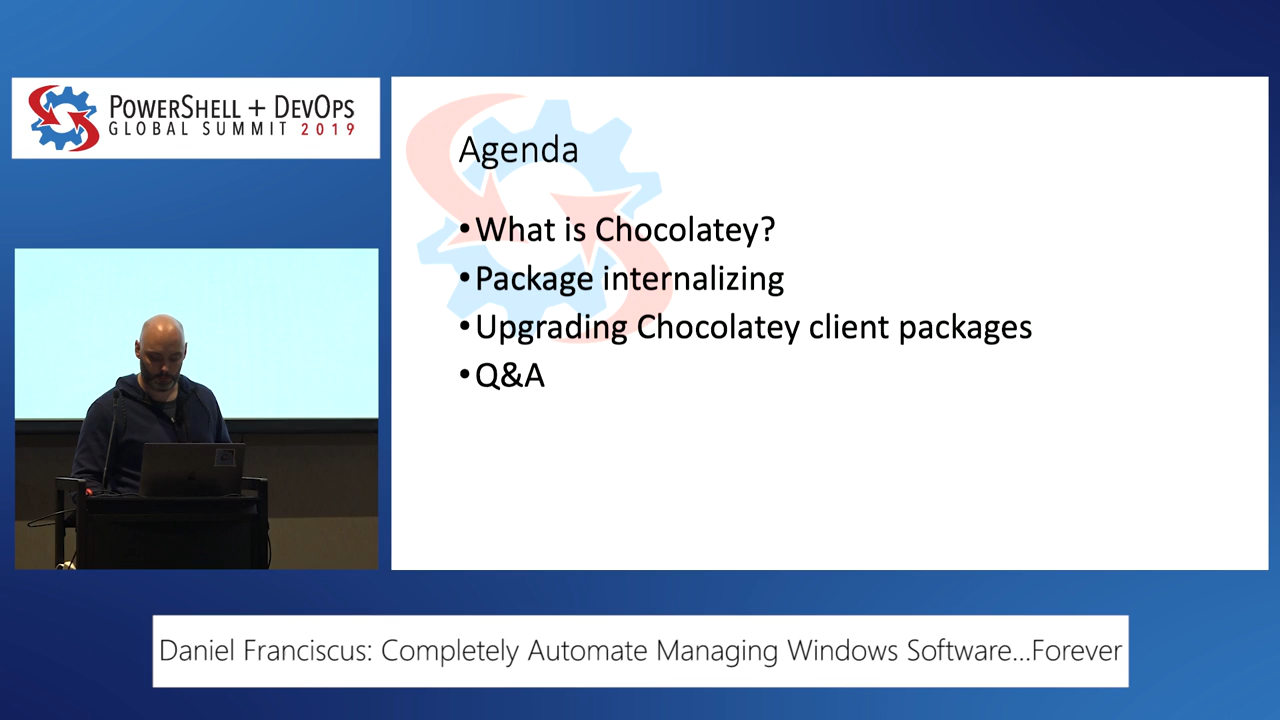 POWERSHELL + DEVOPS
GLOBAL SUMMIT 2019
Agenda
•What is Chocolatey?
•Package internalizing
•Upgrading Chocolatey client packages
•Q&A
Daniel Franciscus: Completely Automate Managing Windows Software...Forever